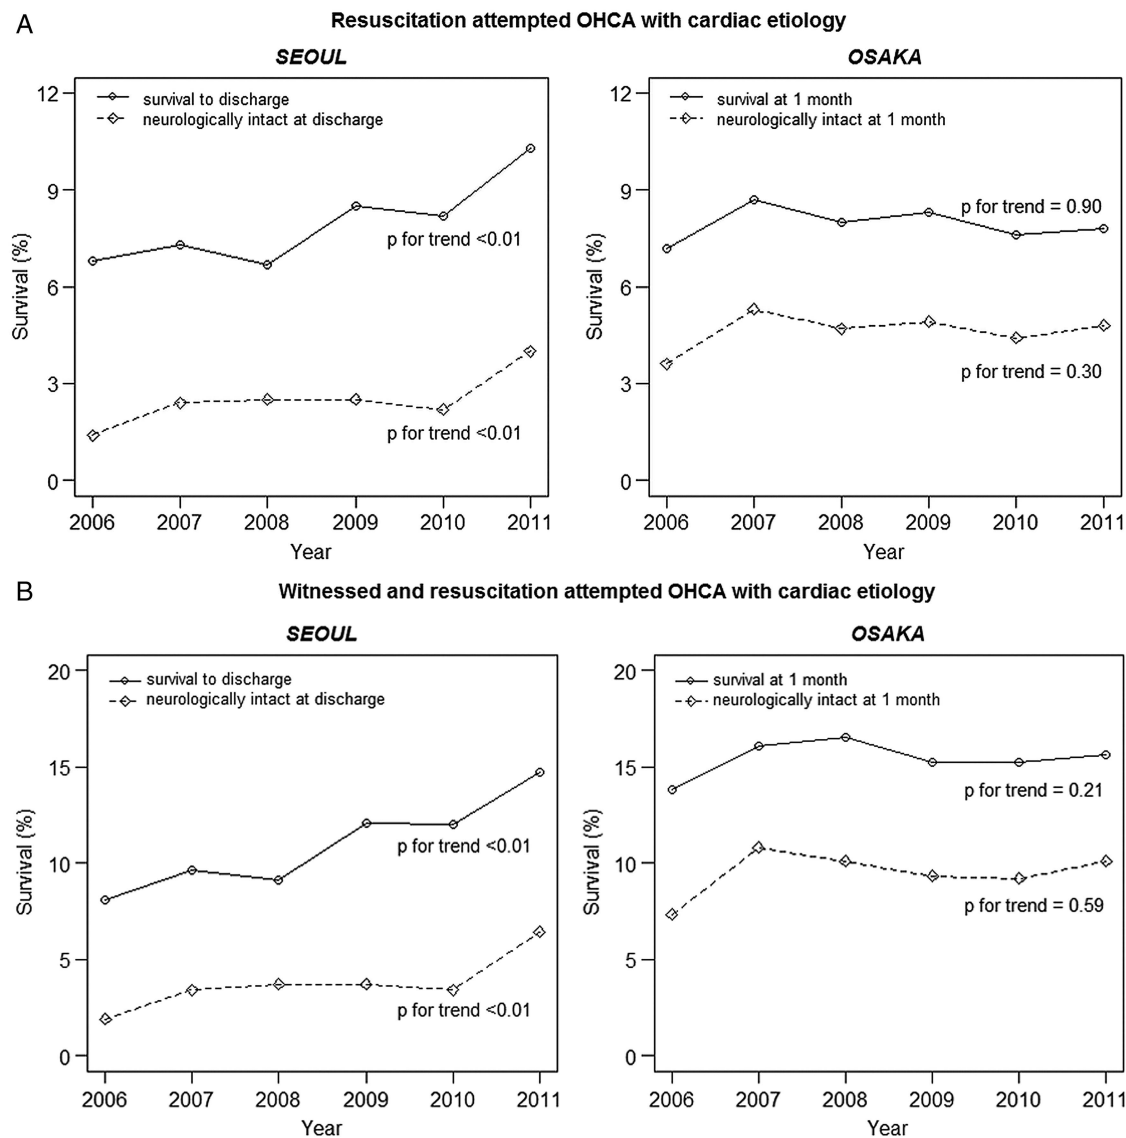 A
Resuscitation attempted OHCA with cardiac etiology
SEOUL
survival to discharge
neurologically intact at discharge
p for trend <0.01
p for trend <0.01
Survival (%)
12
9
6
3
0
2006 2007 2008 2009 2010 2011
Year
OSAKA
survival at 1 month
neurologically intact at 1 month
p for trend = 0.90
p for trend = 0.30
Survival (%)
12
9
6
3
0
2006 2007 2008 2009 2010 2011
Year
B
Witnessed and resuscitation attempted OHCA with cardiac etiology
SEOUL
survival to discharge
neurologically intact at discharge
p for trend <0.01
p for trend <0.01
Survival (%)
20
15
10
5
0
2006 2007 2008 2009 2010 2011
Year
OSAKA
survival at 1 month
neurologically intact at 1 month
p for trend = 0.21
p for trend = 0.59
Survival (%)
20
15
10
5
0
2006 2007 2008 2009 2010 2011
Year